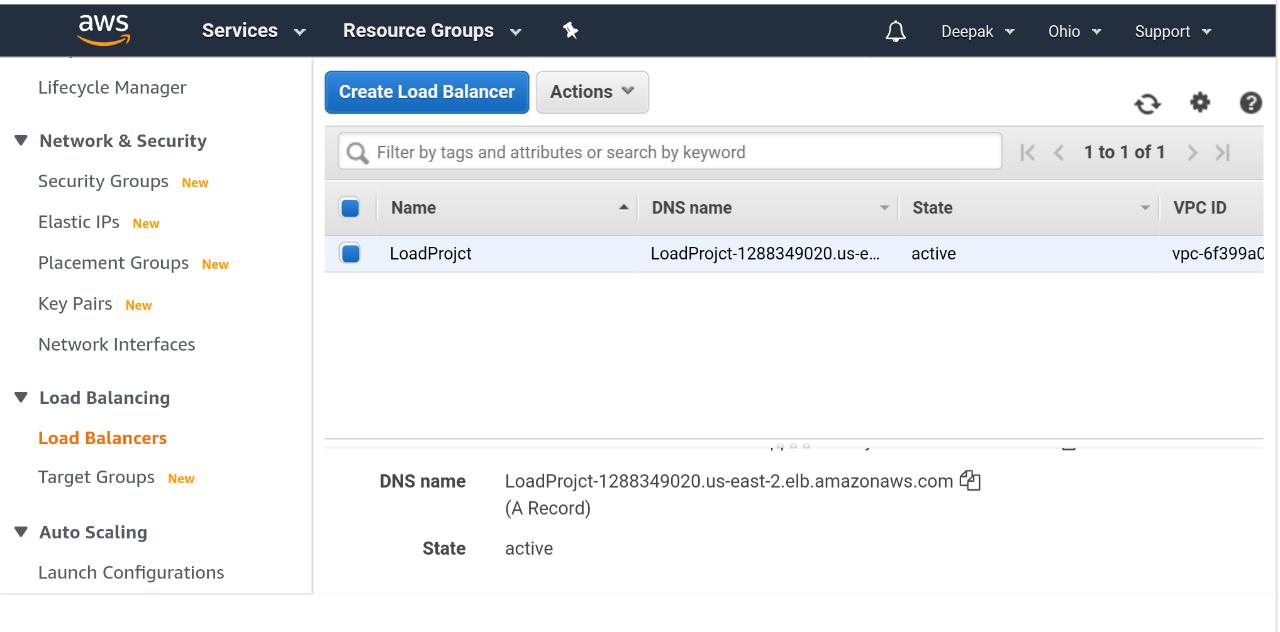 aws Services Resource Groups Deepak Ohio Support
Lifecycle Manager
Network & Security
Security Groups New
Elastic IPs New
Placement Groups New
Key Pairs New
Network Interfaces
Load Balancing
Load Balancers
Target Groups New
Auto Scaling
Launch Configurations
Create Load Balancer Actions
Filter by tags and attributes or search by keyword 1 to 1 of 1
Name DNS name State VPC ID
LoadProjct LoadProjct-1288349020.us-e... active vpc-6f399a0
DNS name LoadProjct-1288349020.us-east-2.elb.amazonaws.com
(A Record)
State active